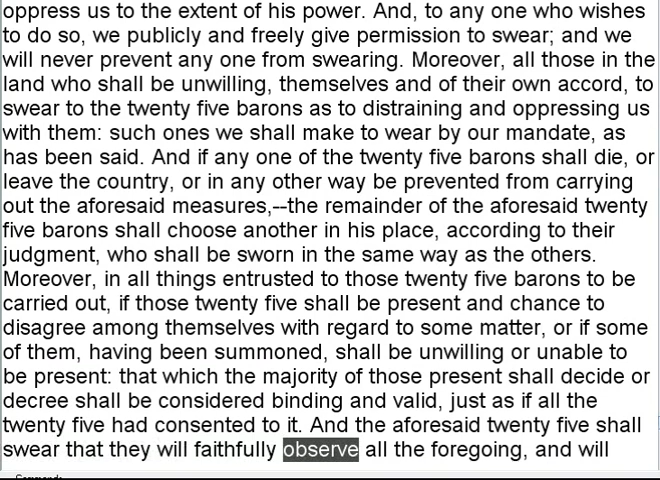 oppress us to the extent of his power. And, to any one who wishes
to do so, we publicly and freely give permission to swear; and we
will never prevent any one from swearing. Moreover, all those in the
land who shall be unwilling, themselves and of their own accord, to
swear to the twenty five barons as to distraining and oppressing us
with them: such ones we shall make to wear by our mandate, as
has been said. And if any one of the twenty five barons shall die, or
leave the country, or in any other way be prevented from carrying
out the aforesaid measures,--the remainder of the aforesaid twenty
five barons shall choose another in his place, according to their
judgment, who shall be sworn in the same way as the others.
Moreover, in all things entrusted to those twenty five barons to be
carried out, if those twenty five shall be present and chance to
disagree among themselves with regard to some matter, or if some
of them, having been summoned, shall be unwilling or unable to
be present: that which the majority of those present shall decide or
decree shall be considered binding and valid, just as if all the
twenty five had consented to it. And the aforesaid twenty five shall
swear that they will faithfully observe all the foregoing, and will